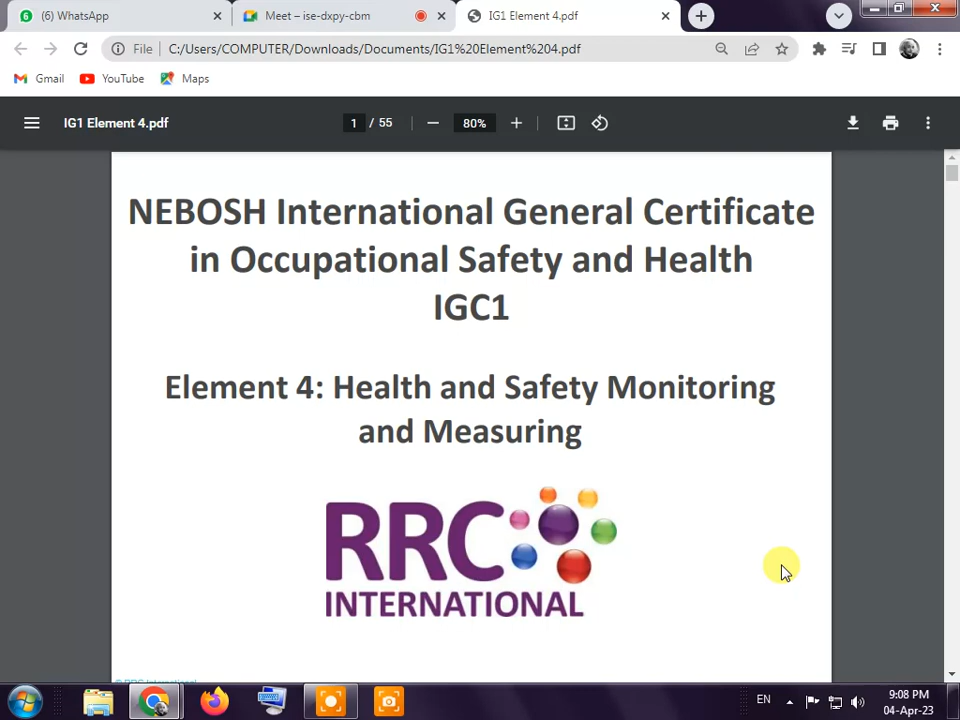 (6) WhatsApp
Meet – ise-dxpy-cbm
IG1 Element 4.pdf
File
C:/Users/COMPUTER/Downloads/Documents/IG1%20Element%204.pdf
Gmail
YouTube
Maps
IG1 Element 4.pdf
1 / 55
80%
NEBOSH International General Certificate
in Occupational Safety and Health
IGC1
Element 4: Health and Safety Monitoring
and Measuring
RRC
INTERNATIONAL
© RRC International
EN
9:08 PM
04-Apr-23